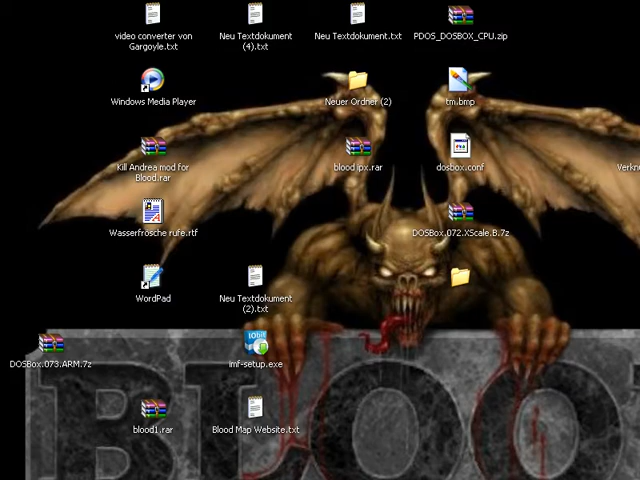 video converter von
Gargoyle.txt
Neu Textdokument
(4).txt
Neu Textdokument.txt
PDOS_DOSBOX_CPU.zip
Windows Media Player
Neuer Ordner (2)
tm.bmp
Kill Andrea mod for
Blood.rar
blood ipx.rar
dosbox.conf
Verkn
Wasserfrösche rufe.rtf
DOSBox.072.XScale.B.7z
WordPad
Neu Textdokument
(2).txt
DOSBox.073.ARM.7z
imf-setup.exe
blood1.rar
Blood Map Website.txt
BLOO